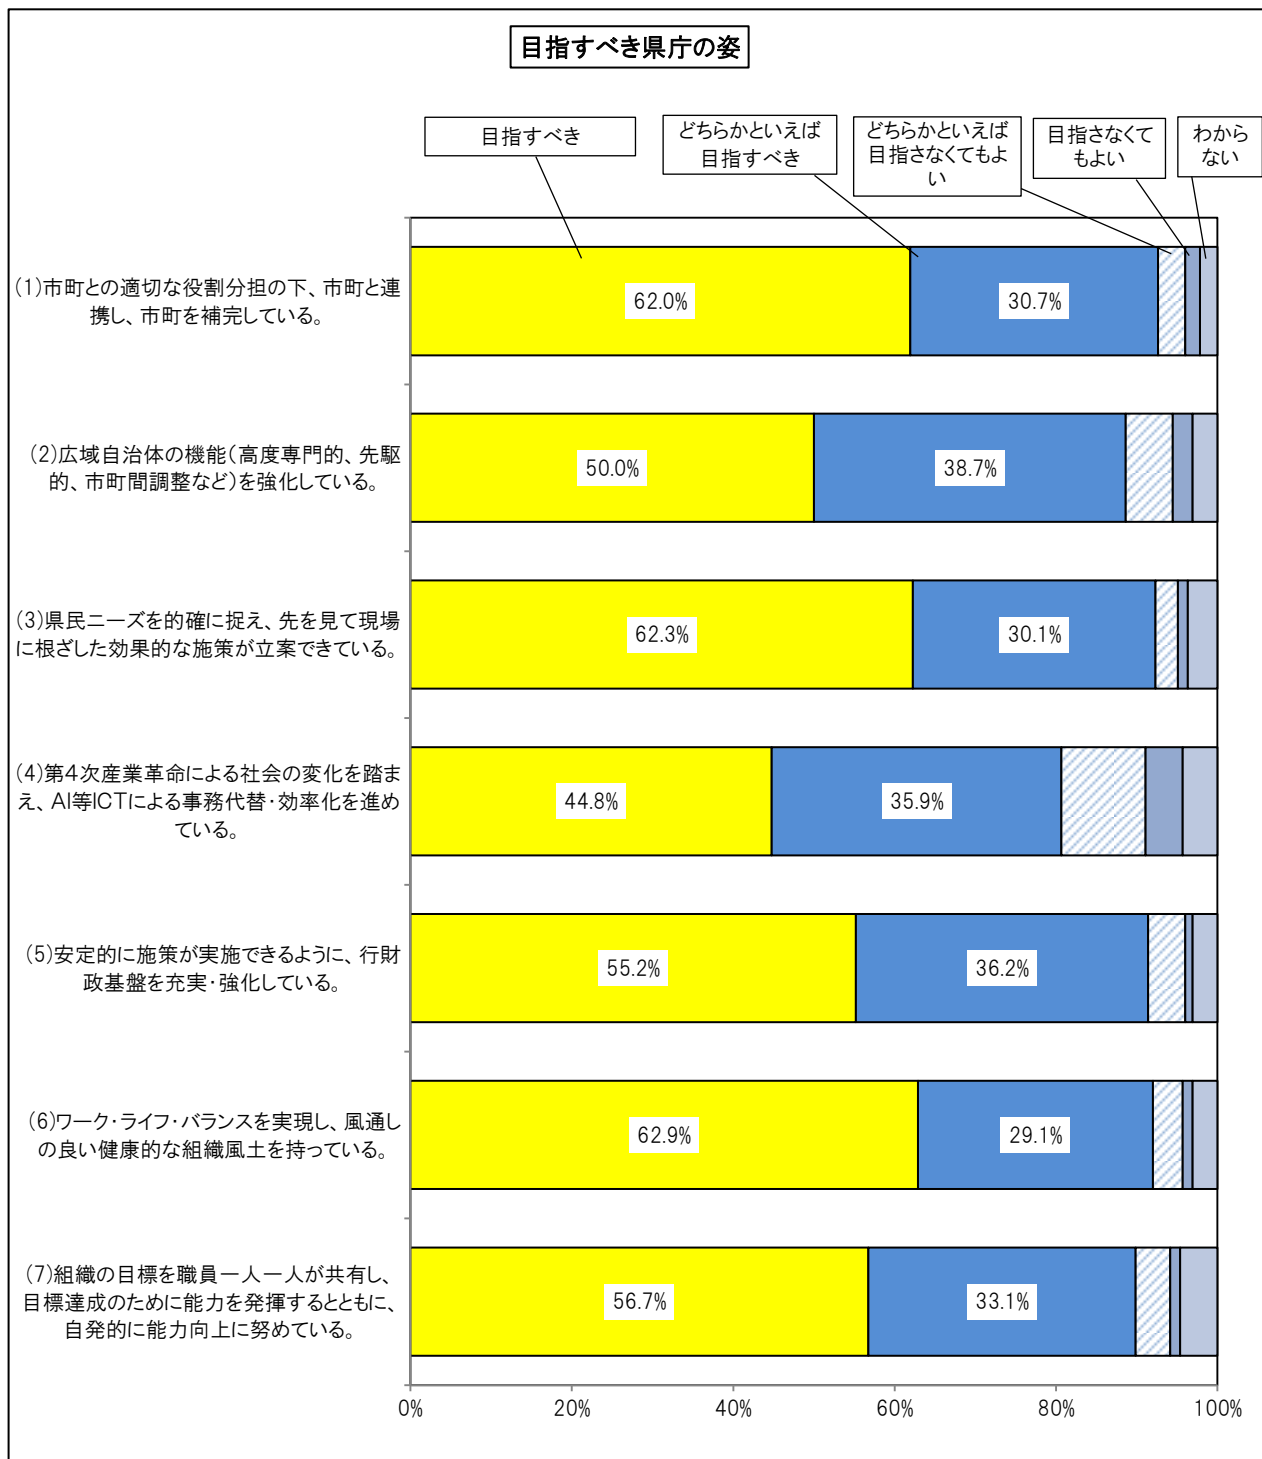 目指すべき県庁の姿
目指すべき
どちらかといえば
目指すべき
どちらかといえば
目指さなくてもよ
い
目指さなくて
もよい
わから
ない
(1)市町との適切な役割分担の下、市町と連
携し、市町を補完している。
62.0%
30.7%
(2)広域自治体の機能(高度専門的、先駆
的、市町間調整など)を強化している。
50.0%
38.7%
(3)県民ニーズを的確に捉え、先を見て現場
に根ざした効果的な施策が立案できている。
62.3%
30.1%
(4)第4次産業革命による社会の変化を踏ま
え、AI等ICTによる事務代替・効率化を進め
ている。
44.8%
35.9%
(5)安定的に施策が実施できるように、行財
政基盤を充実・強化している。
55.2%
36.2%
(6)ワーク・ライフ・バランスを実現し、風通し
の良い健康的な組織風土を持っている。
62.9%
29.1%
(7)組織の目標を職員一人一人が共有し、
目標達成のために能力を発揮するとともに、
自発的に能力向上に努めている。
56.7%
33.1%
0%
20%
40%
60%
80%
100%